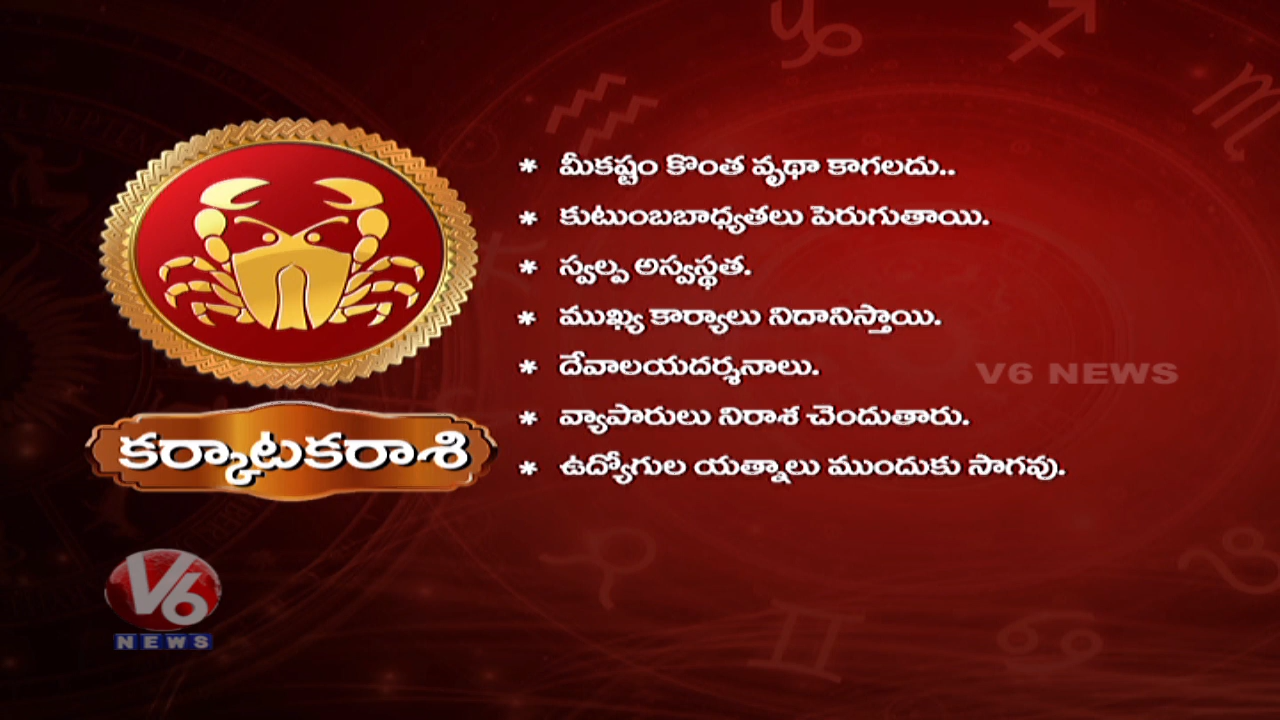 * మీకష్టం కొంత వృథా కాగలదు..
* కుటుంబబాధ్యతలు పెరుగుతాయి.
* స్వల్ప అస్వస్థత.
* ముఖ్య కార్యాలు నిదానిస్తాయి.
* దేవాలయదర్శనాలు.
V6 NEWS
* వ్యాపారులు నిరాశ చెందుతారు.
* ఉద్యోగుల యత్నాలు ముందుకు సాగవు.
కర్కాటకరాశి
V6
NEWS